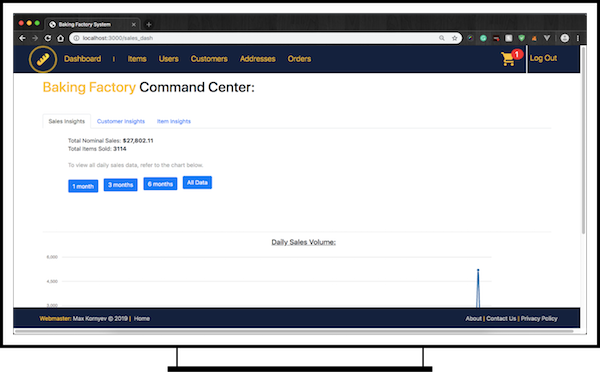 Baking Factory System
localhost:3000/sales_dash
Dashboard | Items Users Customers Addresses Orders 1 Log Out
Baking Factory Command Center:
Sales Insights Customer Insights Item Insights
Total Nominal Sales: $27,802.11
Total Items Sold: 3114
To view all daily sales data, refer to the chart below.
1 month 3 months 6 months All Data
Daily Sales Volume:
6,000
4,500
3,000
Webmaster: Max Kornyev © 2019 | Home About | Contact Us | Privacy Policy